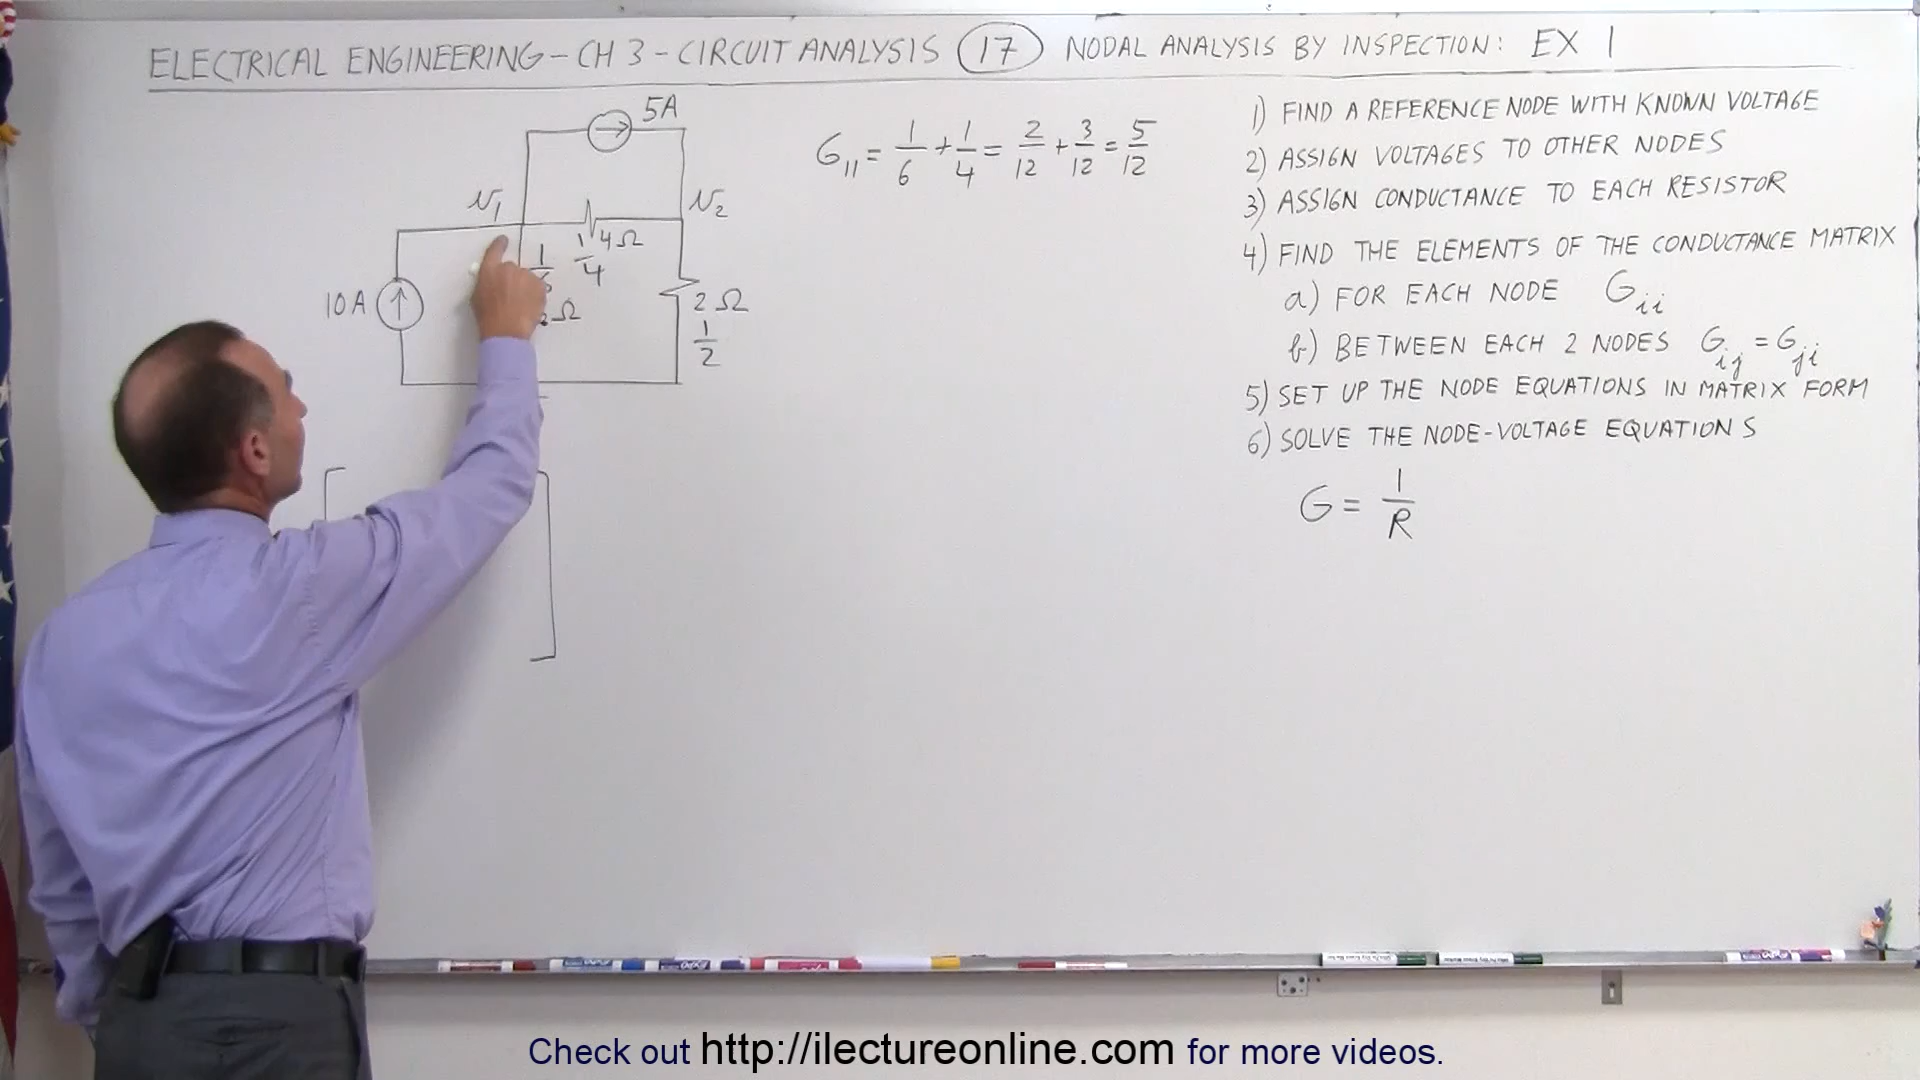 ELECTRICAL ENGINEERING - CH 3 - CIRCUIT ANALYSIS 17 NODAL ANALYSIS BY INSPECTION: EX 1
5A
V₁
V₂
10A
4Ω
1/4
2Ω
1/2
G₁₁ = 1/6 + 1/4 = 2/12 + 3/12 = 5/12
1) FIND A REFERENCE NODE WITH KNOWN VOLTAGE
2) ASSIGN VOLTAGES TO OTHER NODES
3) ASSIGN CONDUCTANCE TO EACH RESISTOR
4) FIND THE ELEMENTS OF THE CONDUCTANCE MATRIX
a) FOR EACH NODE Gᵢᵢ
b) BETWEEN EACH 2 NODES Gᵢⱼ = Gⱼᵢ
5) SET UP THE NODE EQUATIONS IN MATRIX FORM
6) SOLVE THE NODE-VOLTAGE EQUATIONS
G = 1/R
Check out http://ilectureonline.com for more videos.